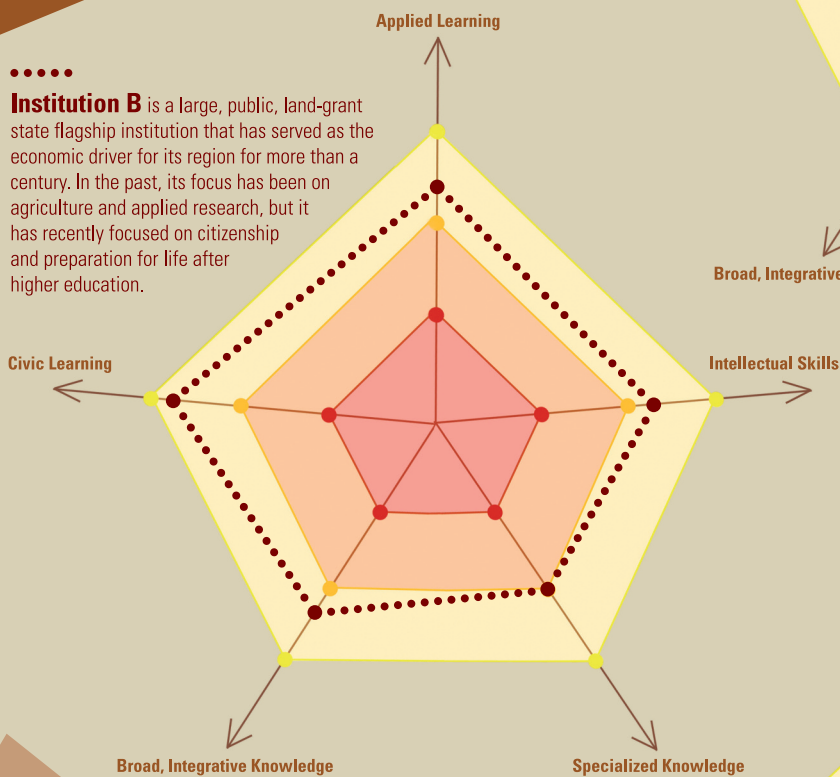 Applied Learning
Institution B is a large, public, land-grant
state flagship institution that has served as the
economic driver for its region for more than a
century. In the past, its focus has been on
agriculture and applied research, but it
has recently focused on citizenship
and preparation for life after
higher education.
Broad, Integrative
Civic Learning
Intellectual Skills
Broad, Integrative Knowledge
Specialized Knowledge